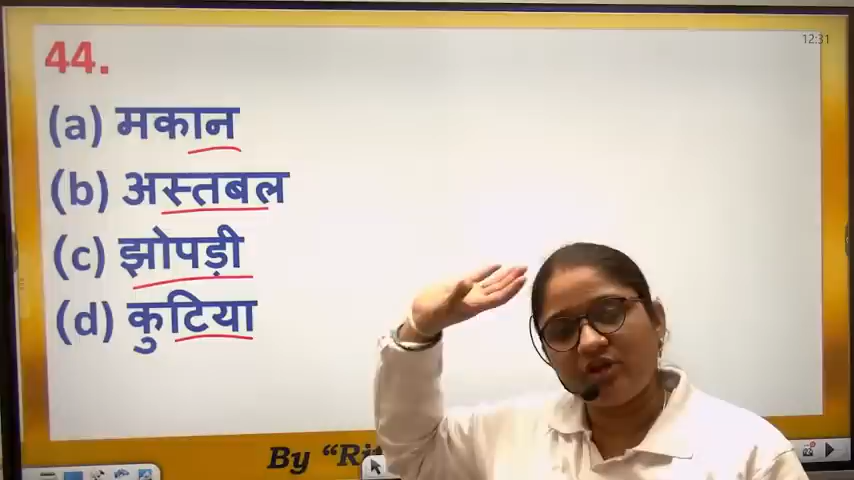 44.
12:31
(a) मकान
(b) अस्तबल
(c) झोपड़ी
(d) कुटिया
By